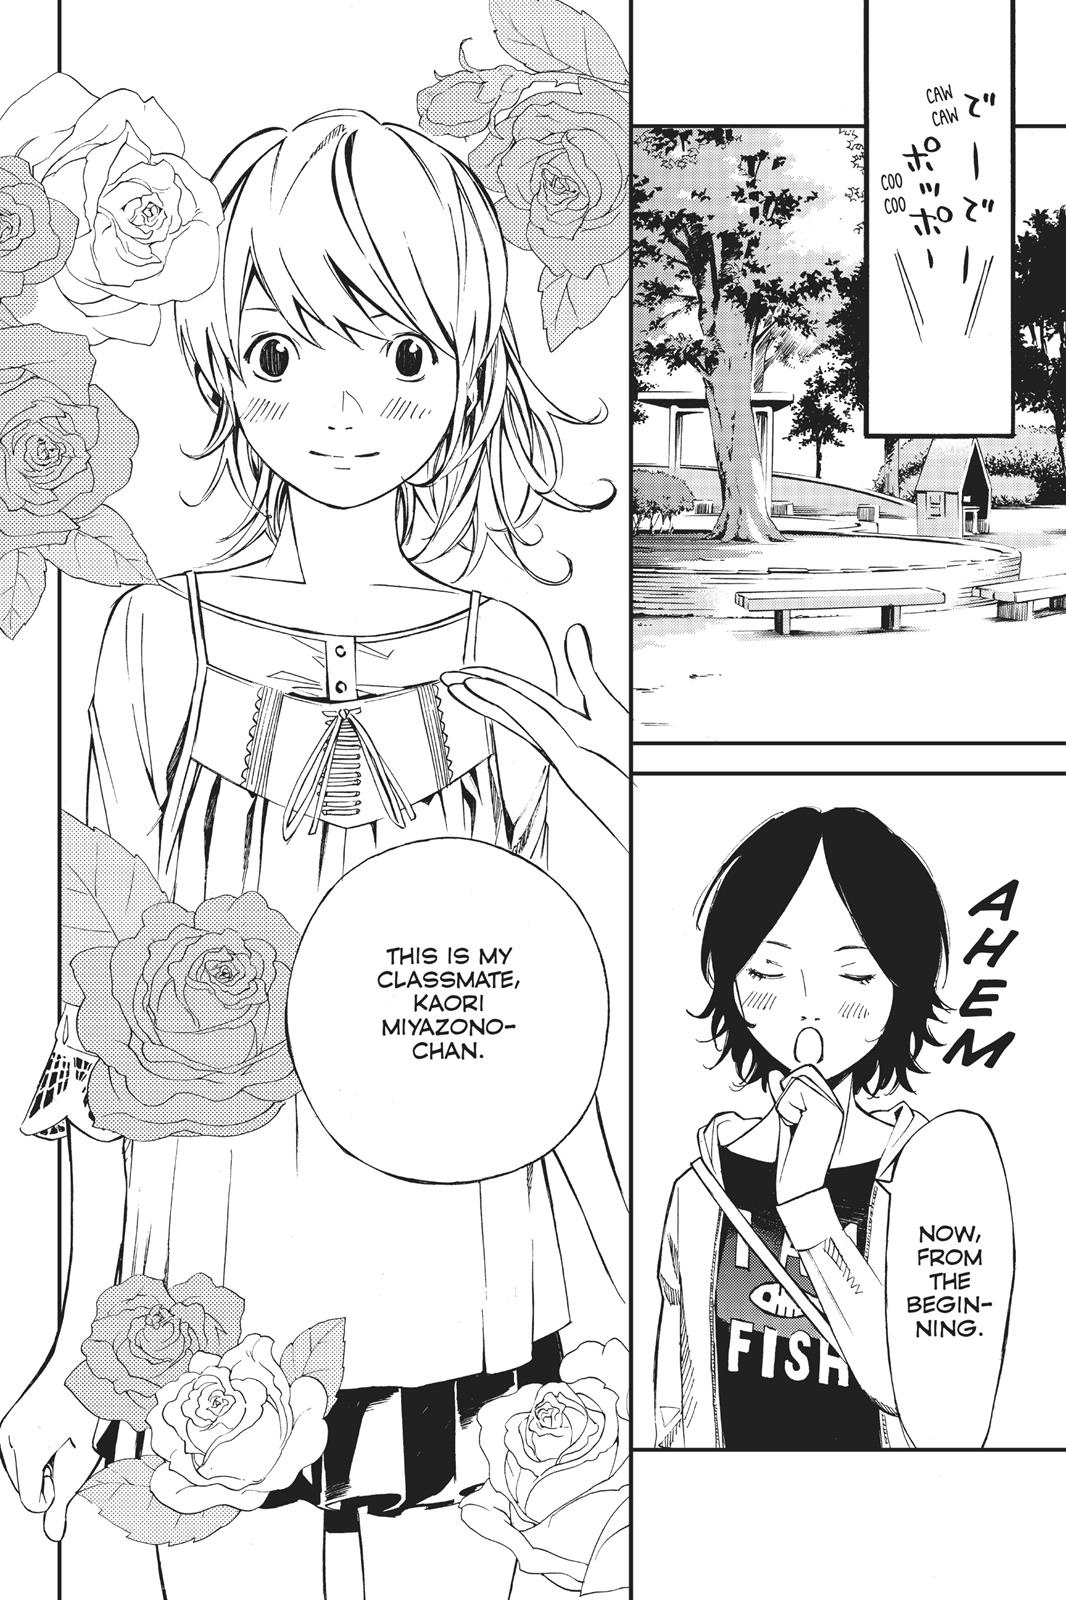 で
ー
で
ー
CAW
CAW
ポッポー
COO
COO
AHEM
NOW,
FROM
THE
BEGIN-
NING.
I AM
FISH
THIS IS MY
CLASSMATE,
KAORI
MIYAZONO-
CHAN.